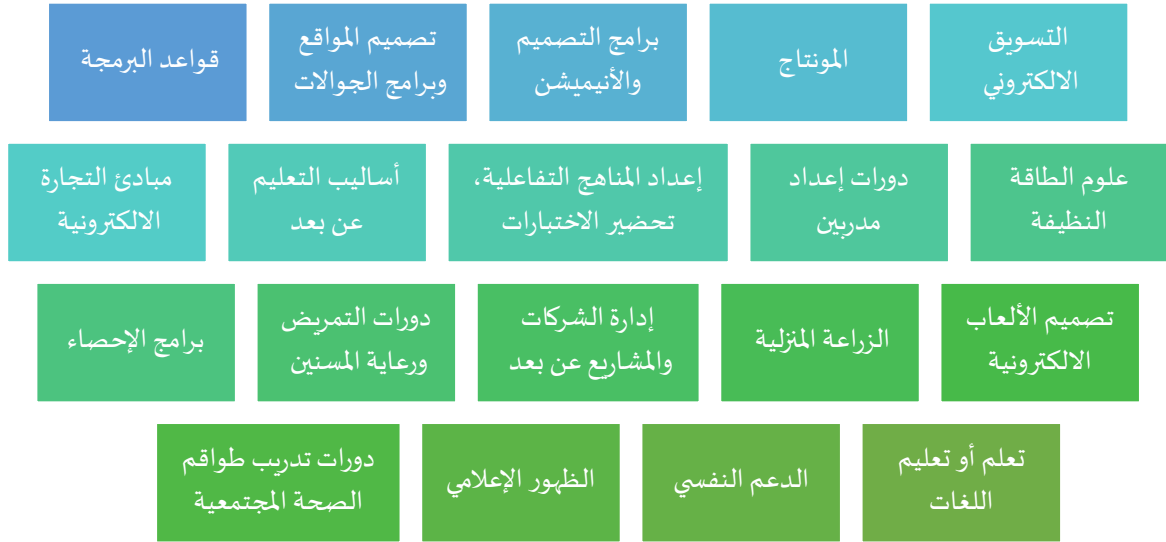 التسويق
الالكتروني
المونتاج
برامج التصميم
والأنيميشن
تصميم المواقع
وبرامج الجوالات
قواعد البرمجة
علوم الطاقة
النظيفة
دورات إعداد
مدربين
إعداد المناهج التفاعلية،
تحضير الاختبارات
أساليب التعليم
عن بعد
مبادئ التجارة
الالكترونية
تصميم الألعاب
الالكترونية
الزراعة المنزلية
إدارة الشركات
والمشاريع عن بعد
دورات التمريض
ورعاية المسنين
برامج الإحصاء
تعلم أو تعليم
اللغات
الدعم النفسي
الظهور الإعلامي
دورات تدريب طواقم
الصحة المجتمعية